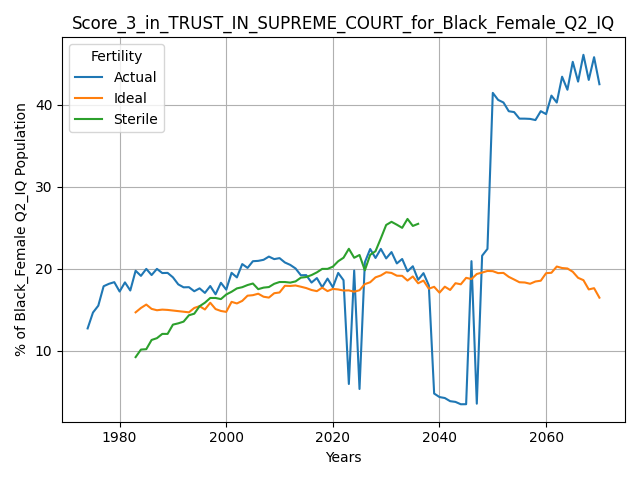 Score_3_in_TRUST_IN_SUPREME_COURT_for_Black_Female_Q2_IQ
Fertility
Actual
Ideal
Sterile
% of Black_Female Q2_IQ Population
40
30
20
10
1980 2000 2020 2040 2060
Years